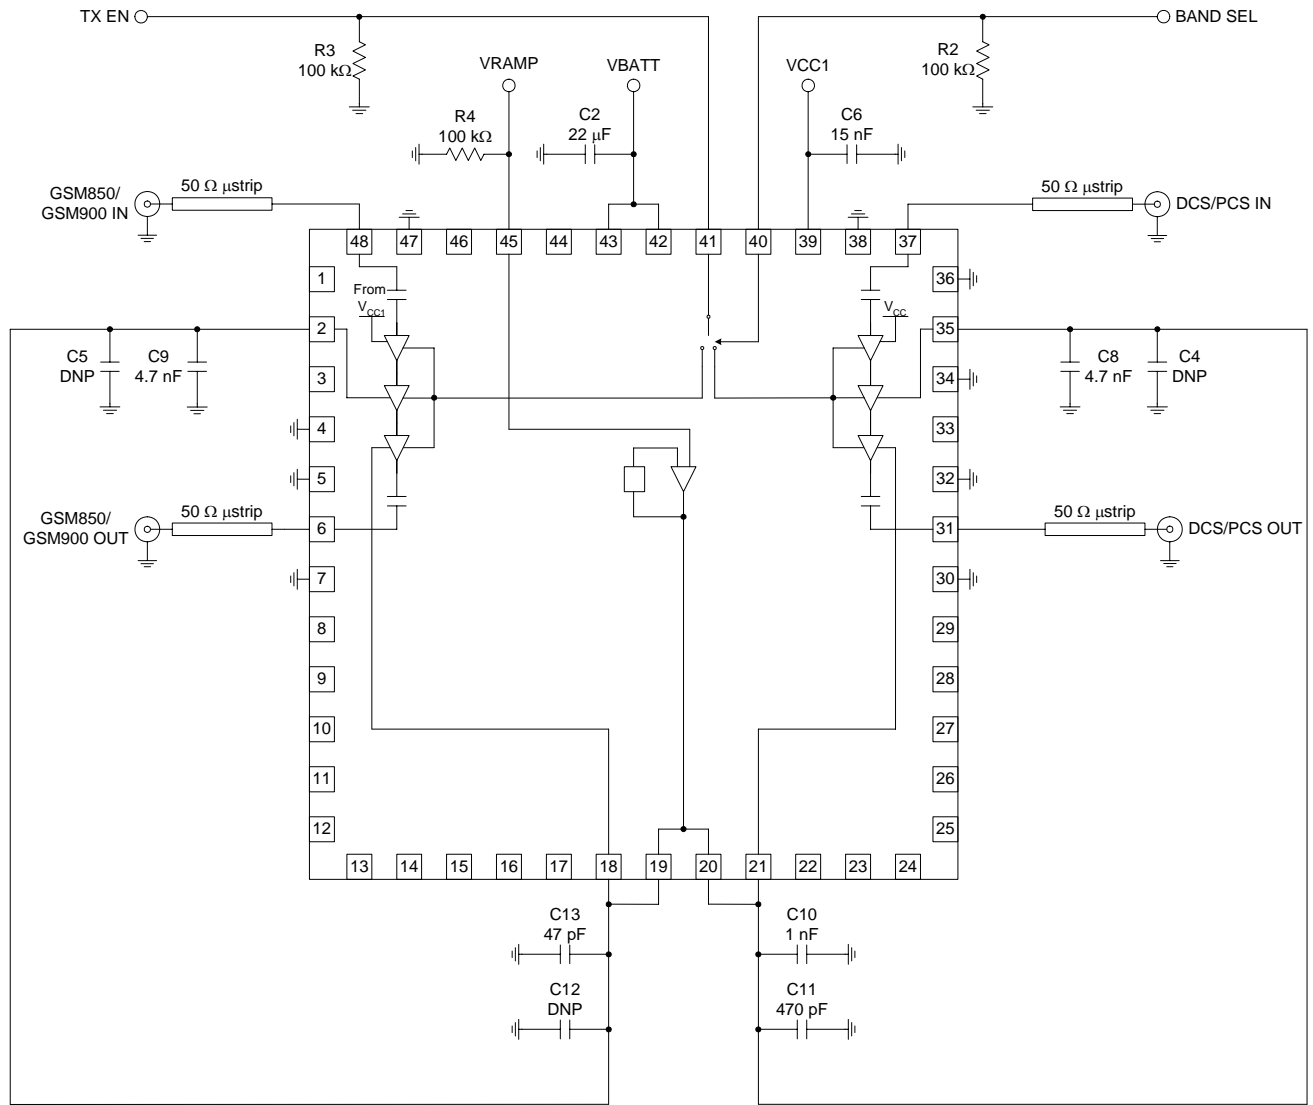 TX EN
BAND SEL
R3
100 kΩ
VRAMP
VBATT
VCC1
R2
100 kΩ
R4
100 kΩ
C2
22 µF
C6
15 nF
GSM850/
GSM900 IN
50 Ω µstrip
50 Ω µstrip
DCS/PCS IN
48
47
46
45
44
43
42
41
40
39
38
37
1
2
3
4
5
6
7
8
9
10
11
12
From
VCC1
VCC
36
35
34
33
32
31
30
29
28
27
26
25
C5
DNP
C9
4.7 nF
C8
4.7 nF
C4
DNP
GSM850/
GSM900 OUT
50 Ω µstrip
50 Ω µstrip
DCS/PCS OUT
13
14
15
16
17
18
19
20
21
22
23
24
C13
47 pF
C10
1 nF
C12
DNP
C11
470 pF